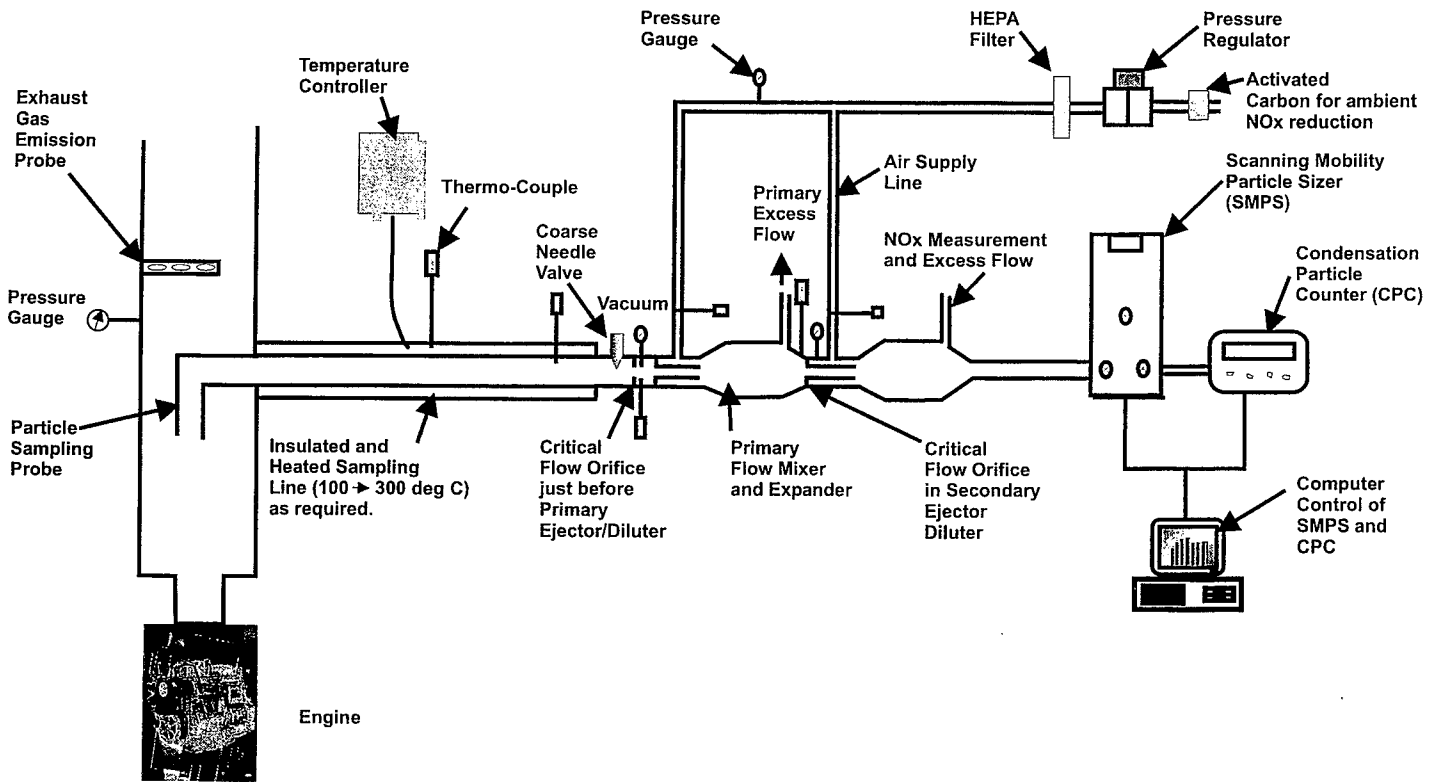 Pressure
Gauge
HEPA
Filter
Pressure
Regulator
Temperature
Controller
Activated
Carbon for ambient
NOx reduction
Exhaust
Gas
Emission
Probe
Thermo-Couple
Primary
Excess
Flow
Air Supply
Line
Scanning Mobility
Particle Sizer
(SMPS)
Coarse
Needle
Valve
NOx Measurement
and Excess Flow
Condensation
Particle
Counter (CPC)
Pressure
Gauge
Vacuum
Particle
Sampling
Probe
Insulated and
Heated Sampling
Line (100 → 300 deg C)
as required.
Critical
Flow Orifice
just before
Primary
Ejector/Diluter
Primary
Flow Mixer
and Expander
Critical
Flow Orifice
in Secondary
Ejector
Diluter
Computer
Control of
SMPS and
CPC
Engine